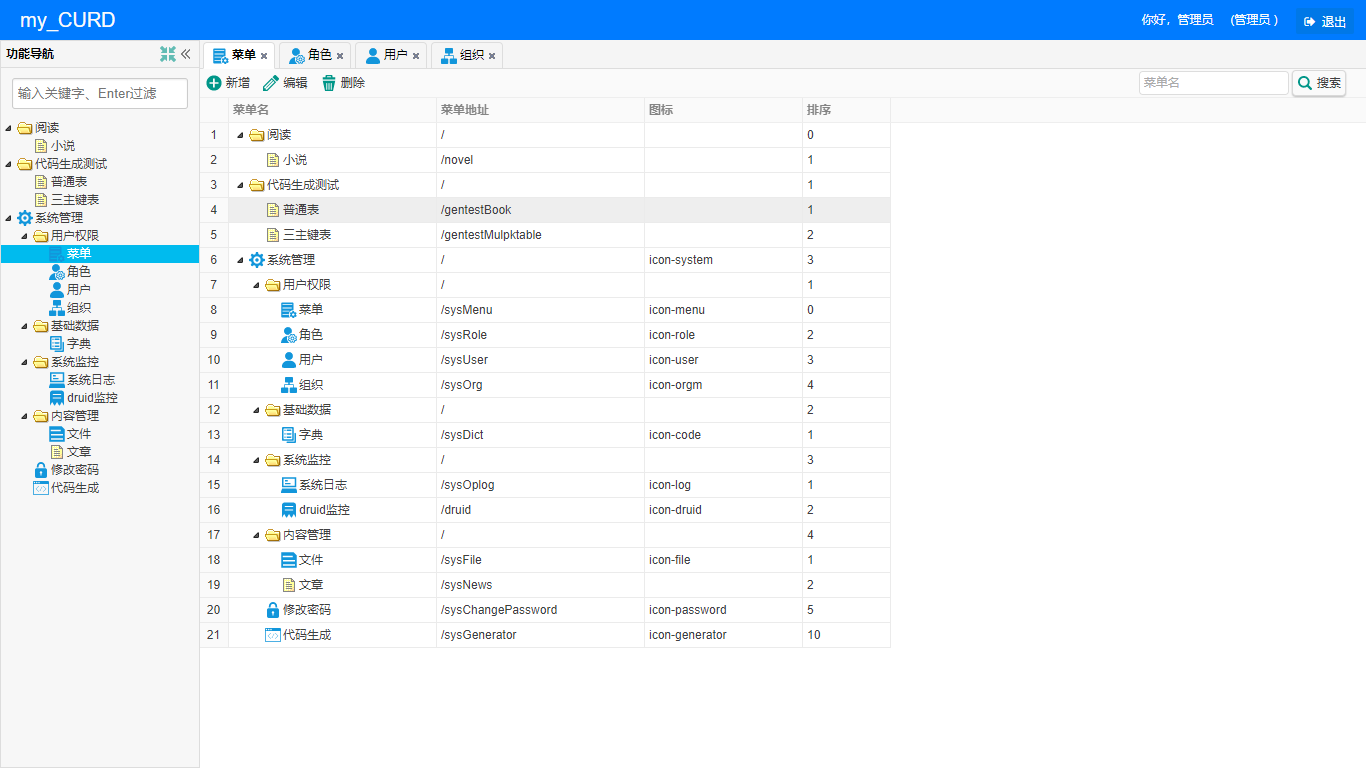 my_CURD
你好，管理员 (管理员 ) 退出
功能导航
输入关键字、Enter过滤
阅读
小说
代码生成测试
普通表
三主键表
系统管理
用户权限
菜单
角色
用户
组织
基础数据
字典
系统监控
系统日志
druid监控
内容管理
文件
文章
修改密码
代码生成
菜单 角色 用户 组织
新增 编辑 删除 菜单名 搜索
菜单名 菜单地址 图标 排序
1 阅读 / 0
2 小说 /novel 1
3 代码生成测试 / 1
4 普通表 /gentestBook 1
5 三主键表 /gentestMulpktable 2
6 系统管理 / icon-system 3
7 用户权限 / 1
8 菜单 /sysMenu icon-menu 0
9 角色 /sysRole icon-role 2
10 用户 /sysUser icon-user 3
11 组织 /sysOrg icon-orgm 4
12 基础数据 / 2
13 字典 /sysDict icon-code 1
14 系统监控 / 3
15 系统日志 /sysOplog icon-log 1
16 druid监控 /druid icon-druid 2
17 内容管理 / 4
18 文件 /sysFile icon-file 1
19 文章 /sysNews 2
20 修改密码 /sysChangePassword icon-password 5
21 代码生成 /sysGenerator icon-generator 10